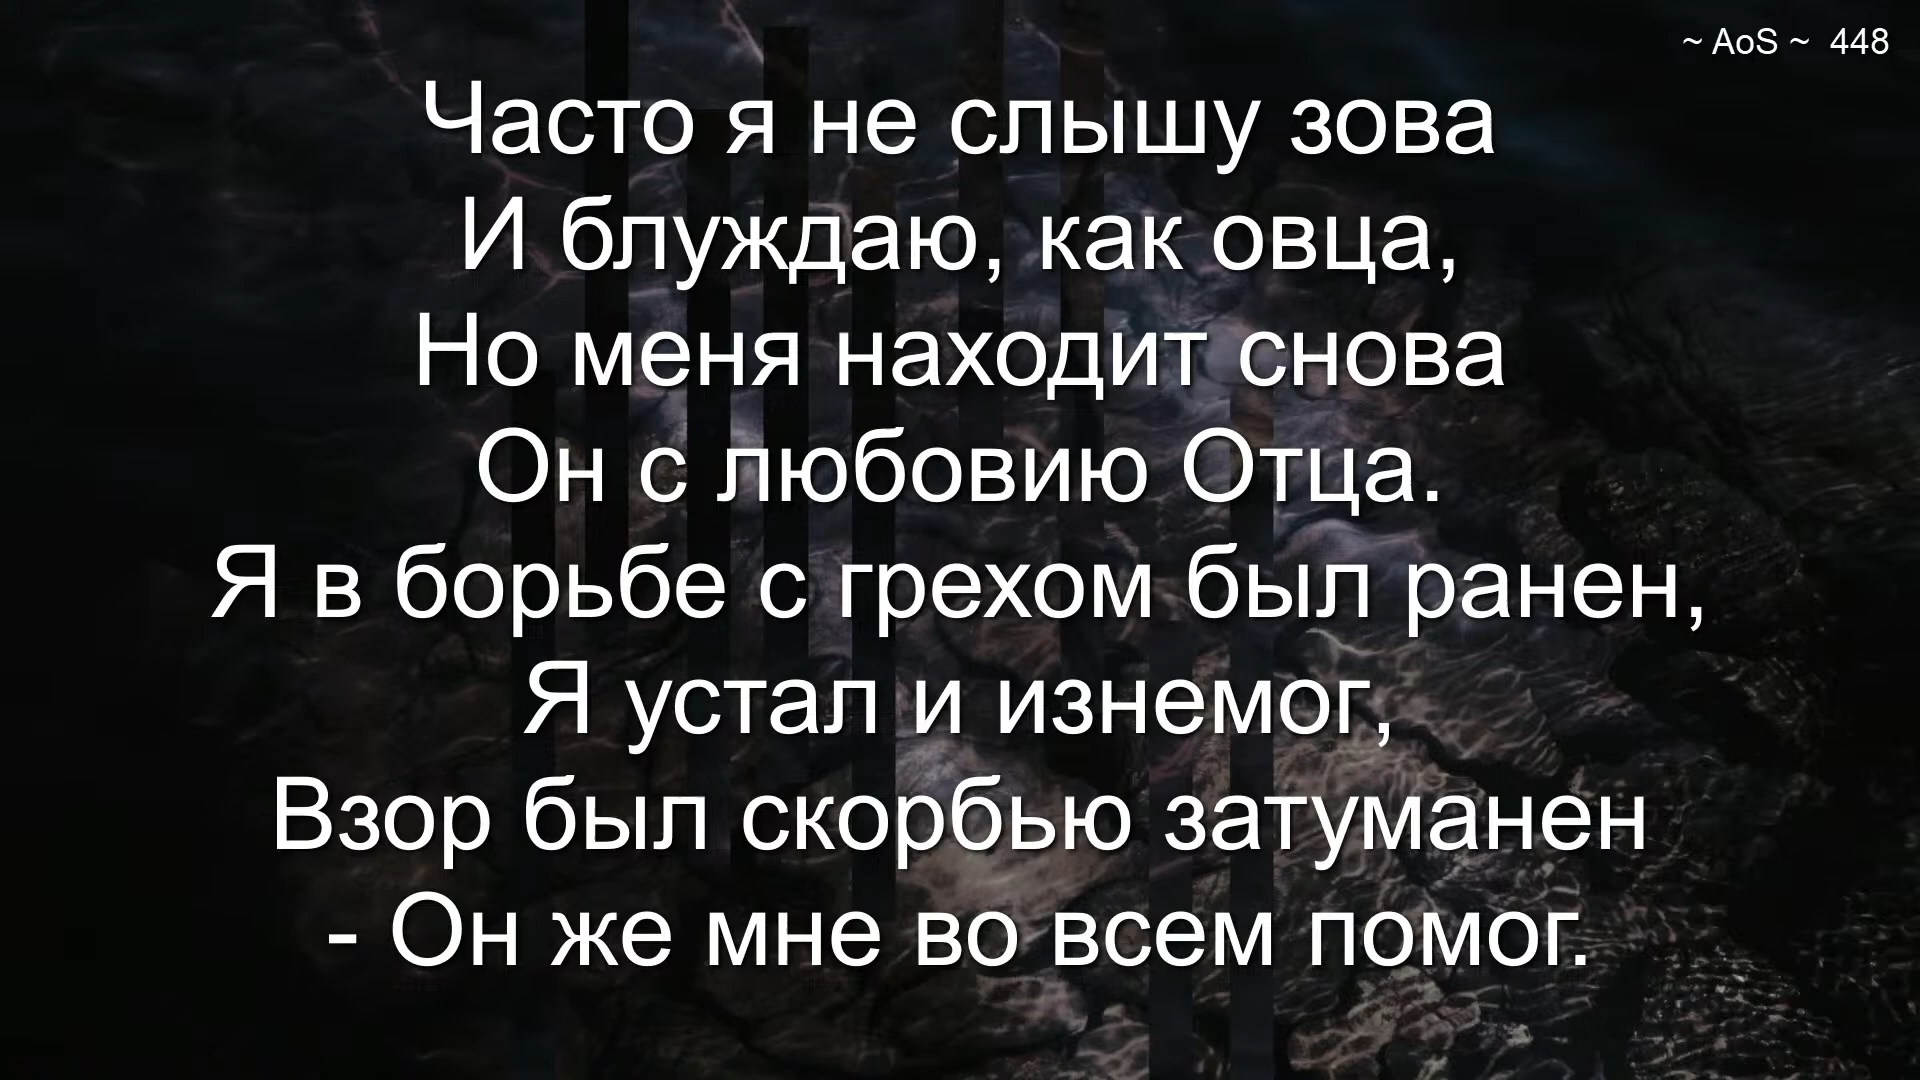 ~ AoS ~ 448
Часто я не слышу зова
И блуждаю, как овца,
Но меня находит снова
Он с любовию Отца.
Я в борьбе с грехом был ранен,
Я устал и изнемог,
Взор был скорбью затуманен
- Он же мне во всем помог.